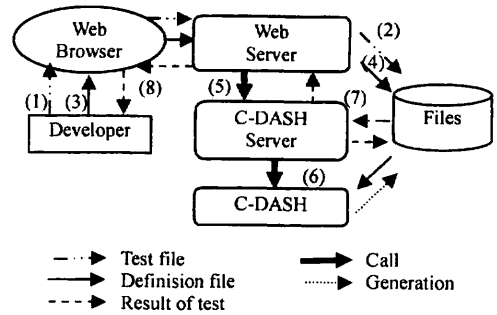 Web
Browser
Web
Server
(2)
(4)
(1)
(3)
(8)
(5)
(7)
Developer
C-DASH
Server
Files
(6)
C-DASH
Test file
Definision file
Result of test
Call
Generation